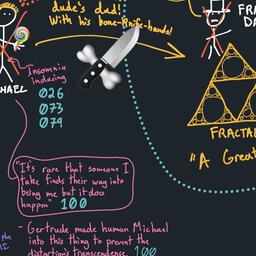 dude's dad!
With his bone-knife-hands!
FRA
DA
Insomnia
inducing
026
073
079
HAEL
FRACTAL
"A Great
"It's rare that someone I
take finds their way into
being me but it does
happen" 100
- Gertrude made human Michael
into this thing to prevent the
distortion's transcendence. 100
the